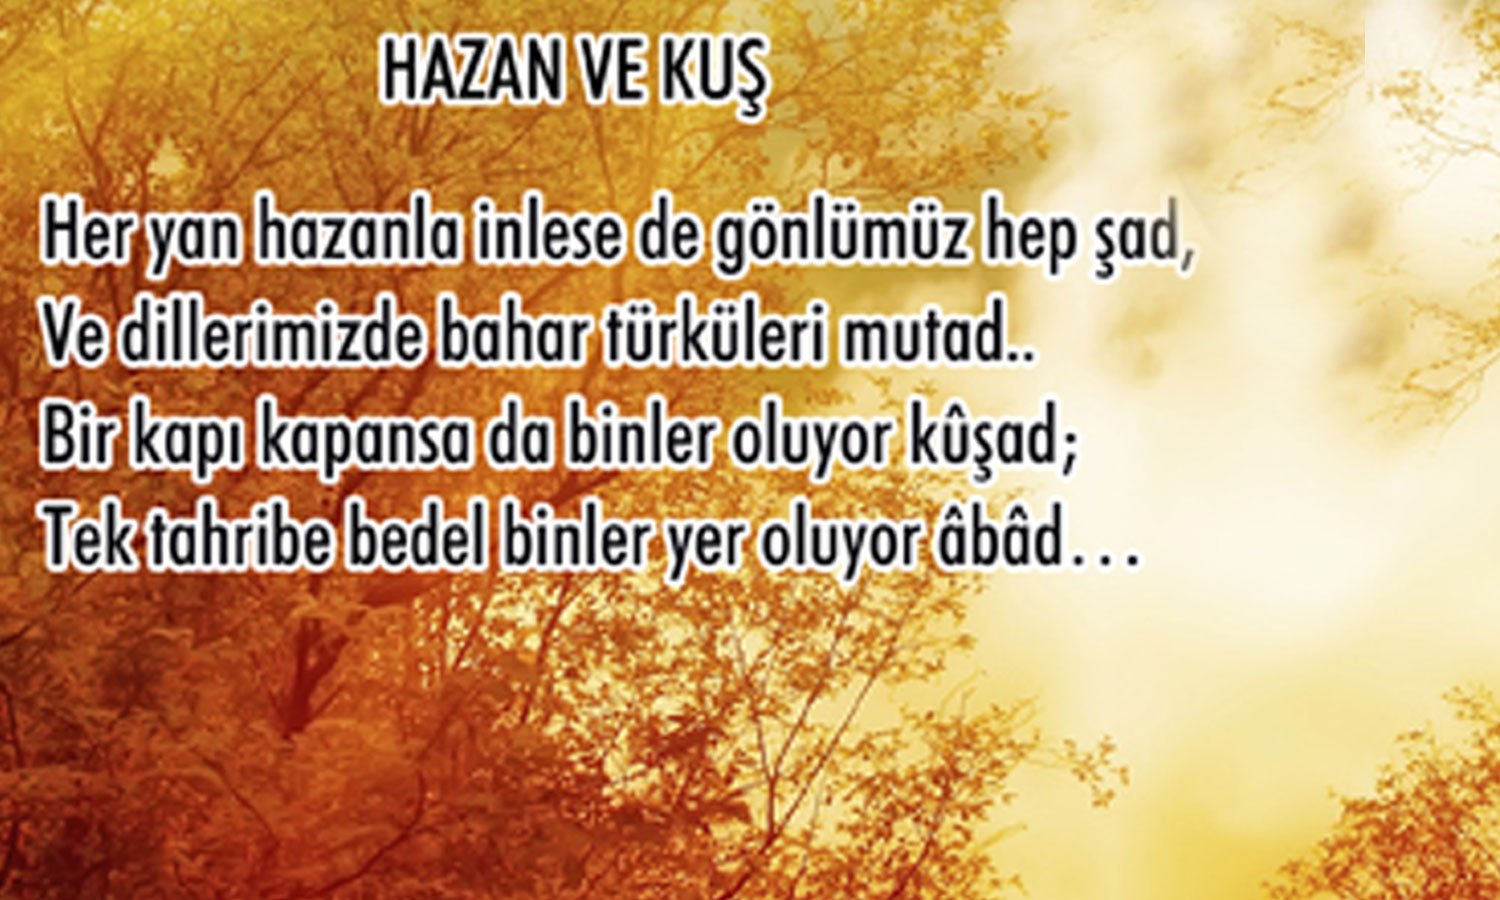 HAZAN VE KUŞ
Her yan hazanla inlese de gönlümüz hep şad,
Ve dillerimizde bahar türküleri mutad..
Bir kapı kapansa da binler oluyor kûşad;
Tek tahribe bedel binler yer oluyor âbâd...